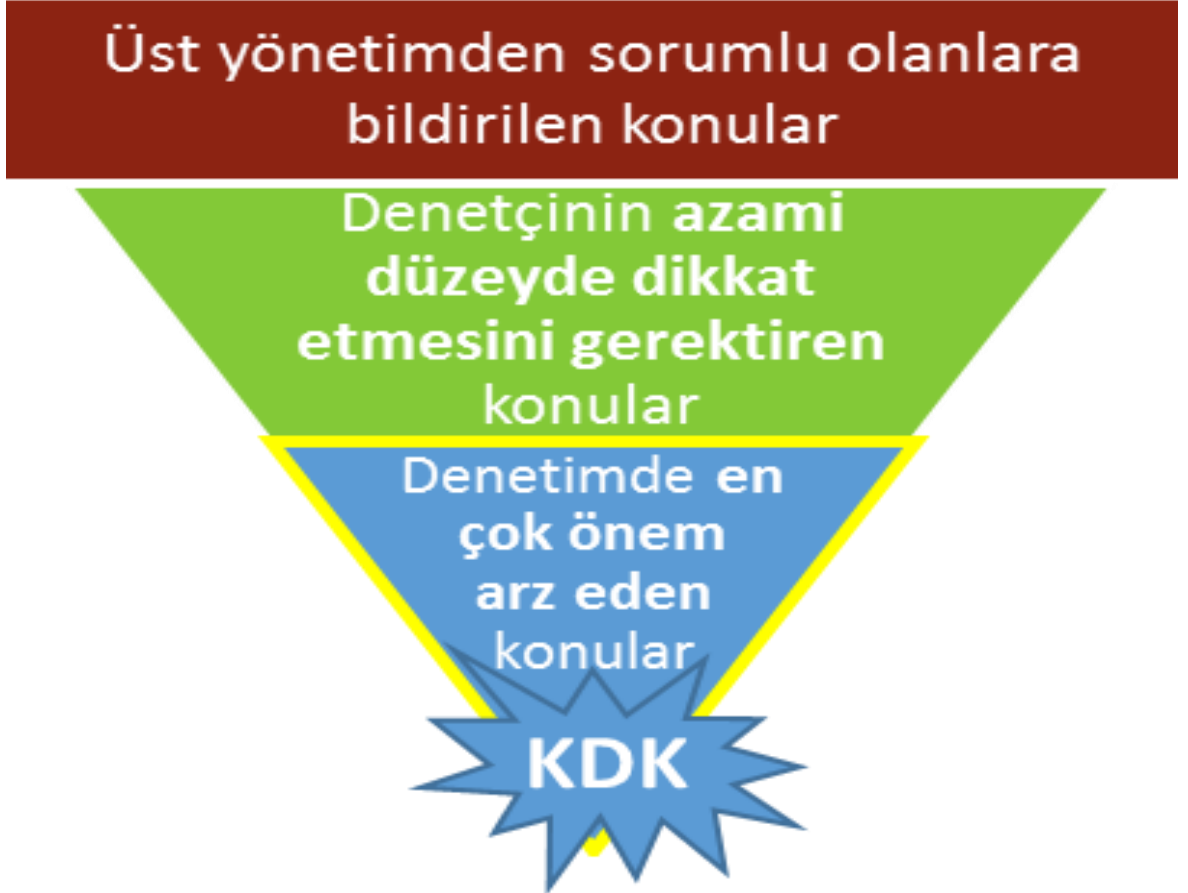 Üst yönetimden sorumlu olanlara
bildirilen konular
Denetçinin azami
düzeyde dikkat
etmesini gerektiren
konular
Denetimde en
çok önem
arz eden
konular
KDK